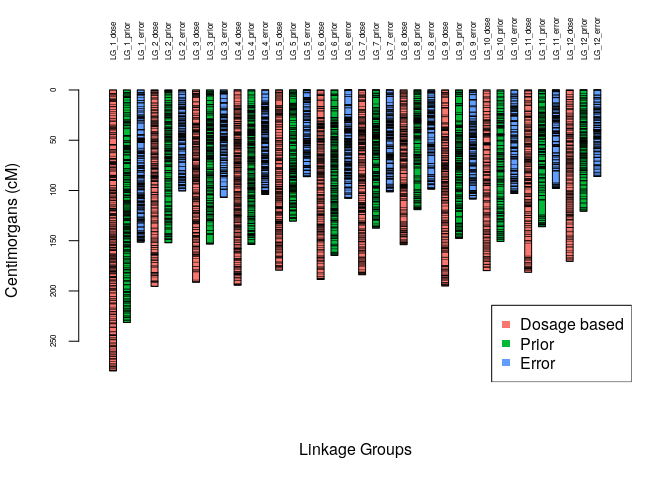 LG_1_dose
LG_1_prior
LG_1_error
LG_2_dose
LG_2_prior
LG_2_error
LG_3_dose
LG_3_prior
LG_3_error
LG_4_dose
LG_4_prior
LG_4_error
LG_5_dose
LG_5_prior
LG_5_error
LG_6_dose
LG_6_prior
LG_6_error
LG_7_dose
LG_7_prior
LG_7_error
LG_8_dose
LG_8_prior
LG_8_error
LG_9_dose
LG_9_prior
LG_9_error
LG_10_dose
LG_10_prior
LG_10_error
LG_11_dose
LG_11_prior
LG_11_error
LG_12_dose
LG_12_prior
LG_12_error
Centimorgans (cM)
0
50
100
150
200
250
Dosage based
Prior
Error
Linkage Groups